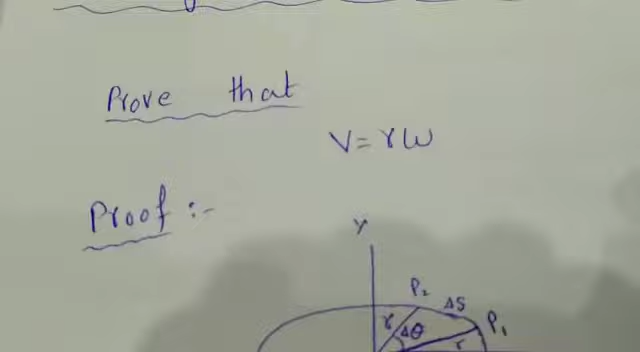 Prove that
V = rω
Proof :-
Y
P₂ ΔS
P₁
r Δθ
r